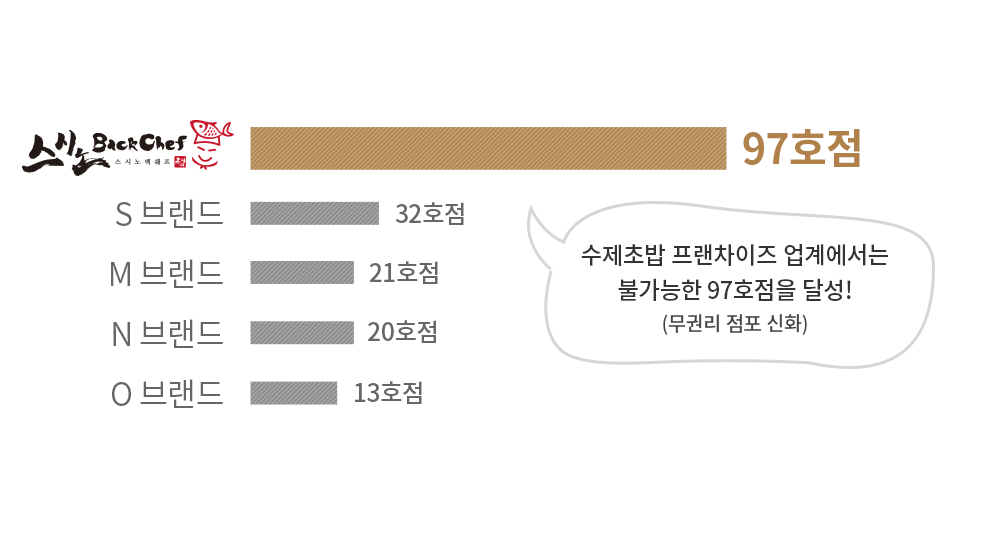 스시노 BackChef
스시노백쉐프
97호점
S 브랜드 32호점
M 브랜드 21호점
N 브랜드 20호점
O 브랜드 13호점
수제초밥 프랜차이즈 업계에서는
불가능한 97호점을 달성!
(무권리 점포 신화)